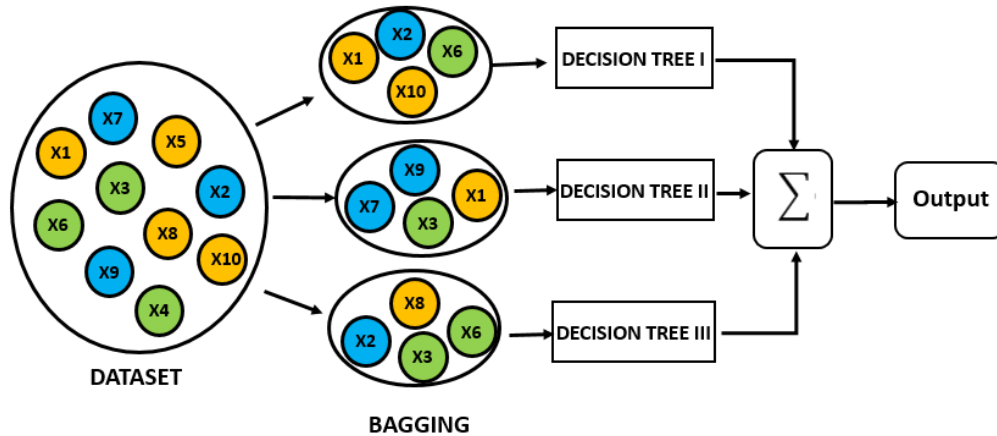 X7
X1
X5
X3
X2
X6
X8
X9
X10
X4
DATASET
X2
X1
X6
X10
X9
X7
X1
X3
X8
X2
X6
X3
BAGGING
DECISION TREE I
DECISION TREE II
DECISION TREE III
∑
Output